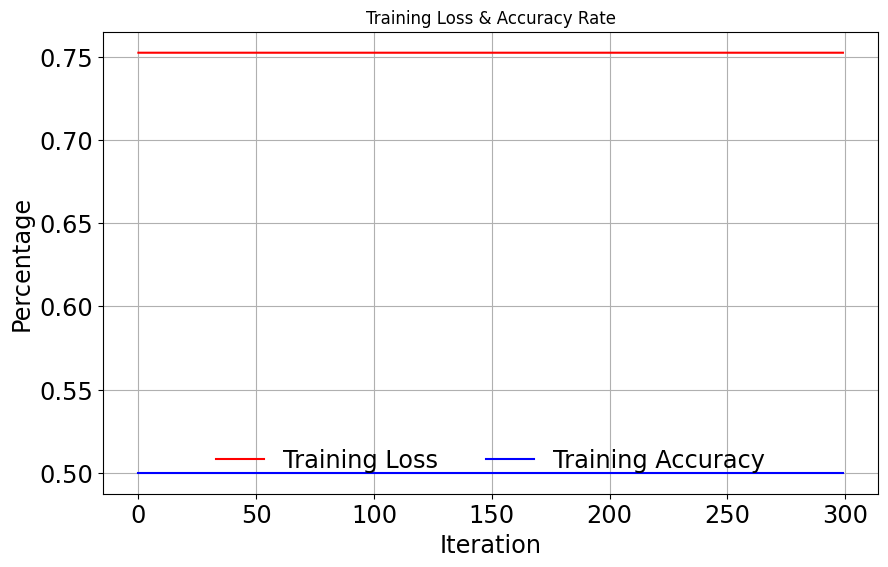 Training Loss & Accuracy Rate
Percentage
0.75
0.70
0.65
0.60
0.55
0.50
Training Loss Training Accuracy
0 50 100 150 200 250 300
Iteration